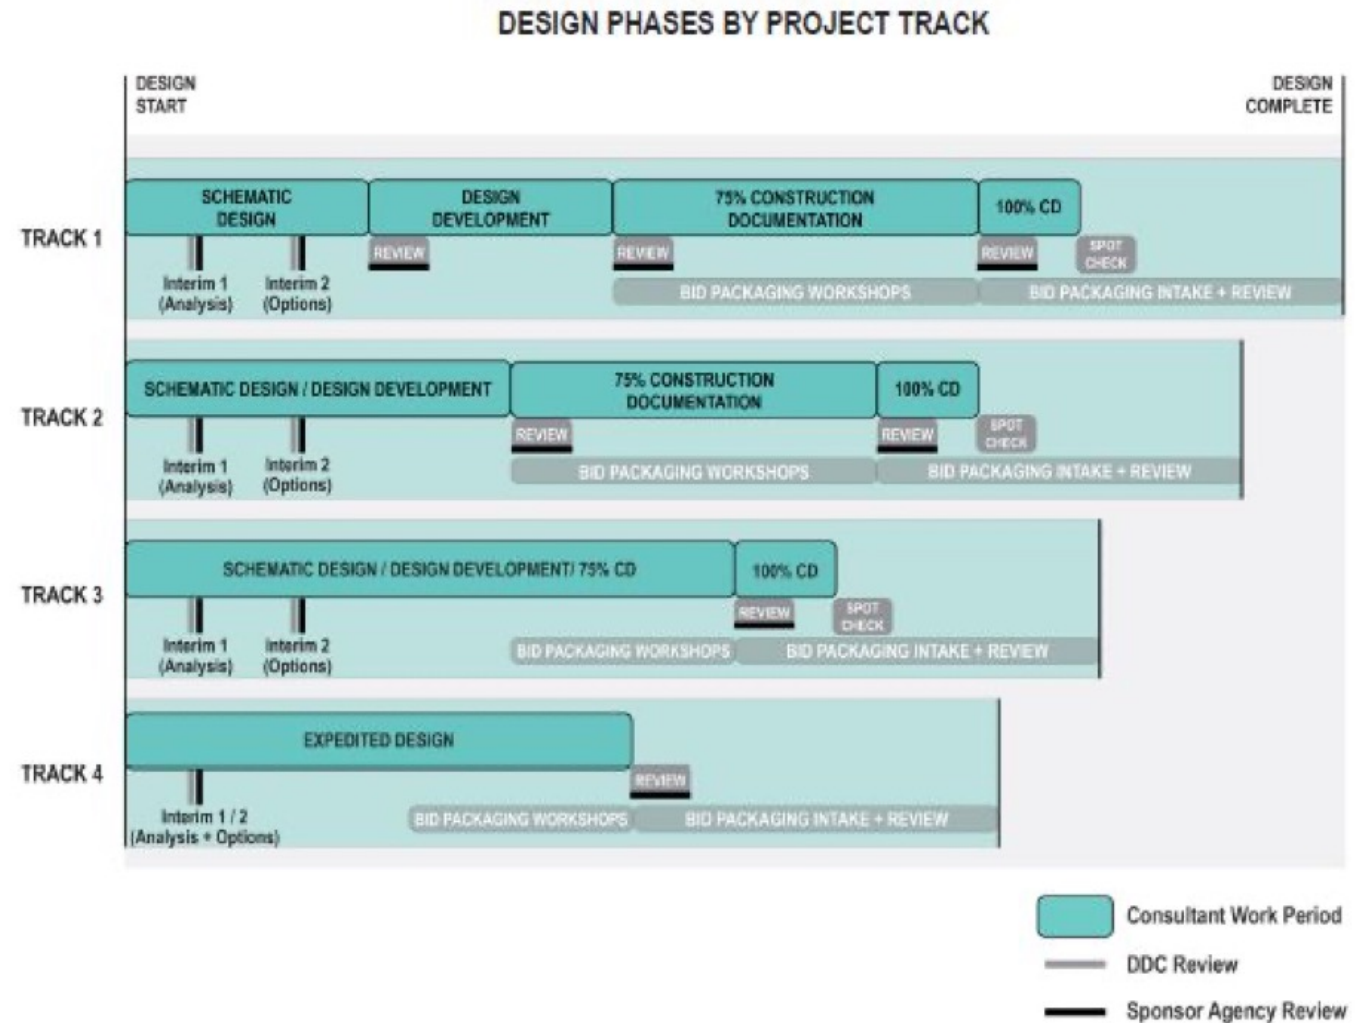 DESIGN PHASES BY PROJECT TRACK
DESIGN
START
DESIGN
COMPLETE
TRACK 1
SCHEMATIC
DESIGN
DESIGN
DEVELOPMENT
75% CONSTRUCTION
DOCUMENTATION
100% CD
REVIEW
REVIEW
REVIEW
SPOT
CHECK
Interim 1
(Analysis)
Interim 2
(Options)
BID PACKAGING WORKSHOPS
BID PACKAGING INTAKE + REVIEW
TRACK 2
SCHEMATIC DESIGN / DESIGN DEVELOPMENT
75% CONSTRUCTION
DOCUMENTATION
100% CD
REVIEW
REVIEW
SPOT
CHECK
Interim 1
(Analysis)
Interim 2
(Options)
BID PACKAGING WORKSHOPS
BID PACKAGING INTAKE + REVIEW
TRACK 3
SCHEMATIC DESIGN / DESIGN DEVELOPMENT/ 75% CD
100% CD
REVIEW
SPOT
CHECK
Interim 1
(Analysis)
Interim 2
(Options)
BID PACKAGING WORKSHOPS
BID PACKAGING INTAKE + REVIEW
TRACK 4
EXPEDITED DESIGN
REVIEW
Interim 1 / 2
(Analysis + Options)
BID PACKAGING WORKSHOPS
BID PACKAGING INTAKE + REVIEW
Consultant Work Period
DDC Review
Sponsor Agency Review